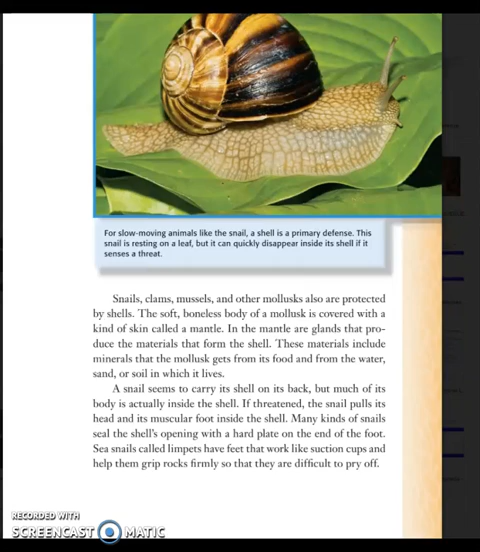 For slow-moving animals like the snail, a shell is a primary defense. This
snail is resting on a leaf, but it can quickly disappear inside its shell if it
senses a threat.
Snails, clams, mussels, and other mollusks also are protected
by shells. The soft, boneless body of a mollusk is covered with a
kind of skin called a mantle. In the mantle are glands that pro-
duce the materials that form the shell. These materials include
minerals that the mollusk gets from its food and from the water,
sand, or soil in which it lives.
A snail seems to carry its shell on its back, but much of its
body is actually inside the shell. If threatened, the snail pulls its
head and its muscular foot inside the shell. Many kinds of snails
seal the shell's opening with a hard plate on the end of the foot.
Sea snails called limpets have feet that work like suction cups and
help them grip rocks firmly so that they are difficult to pry off.
RECORDED WITH
SCREENCAST MATIC